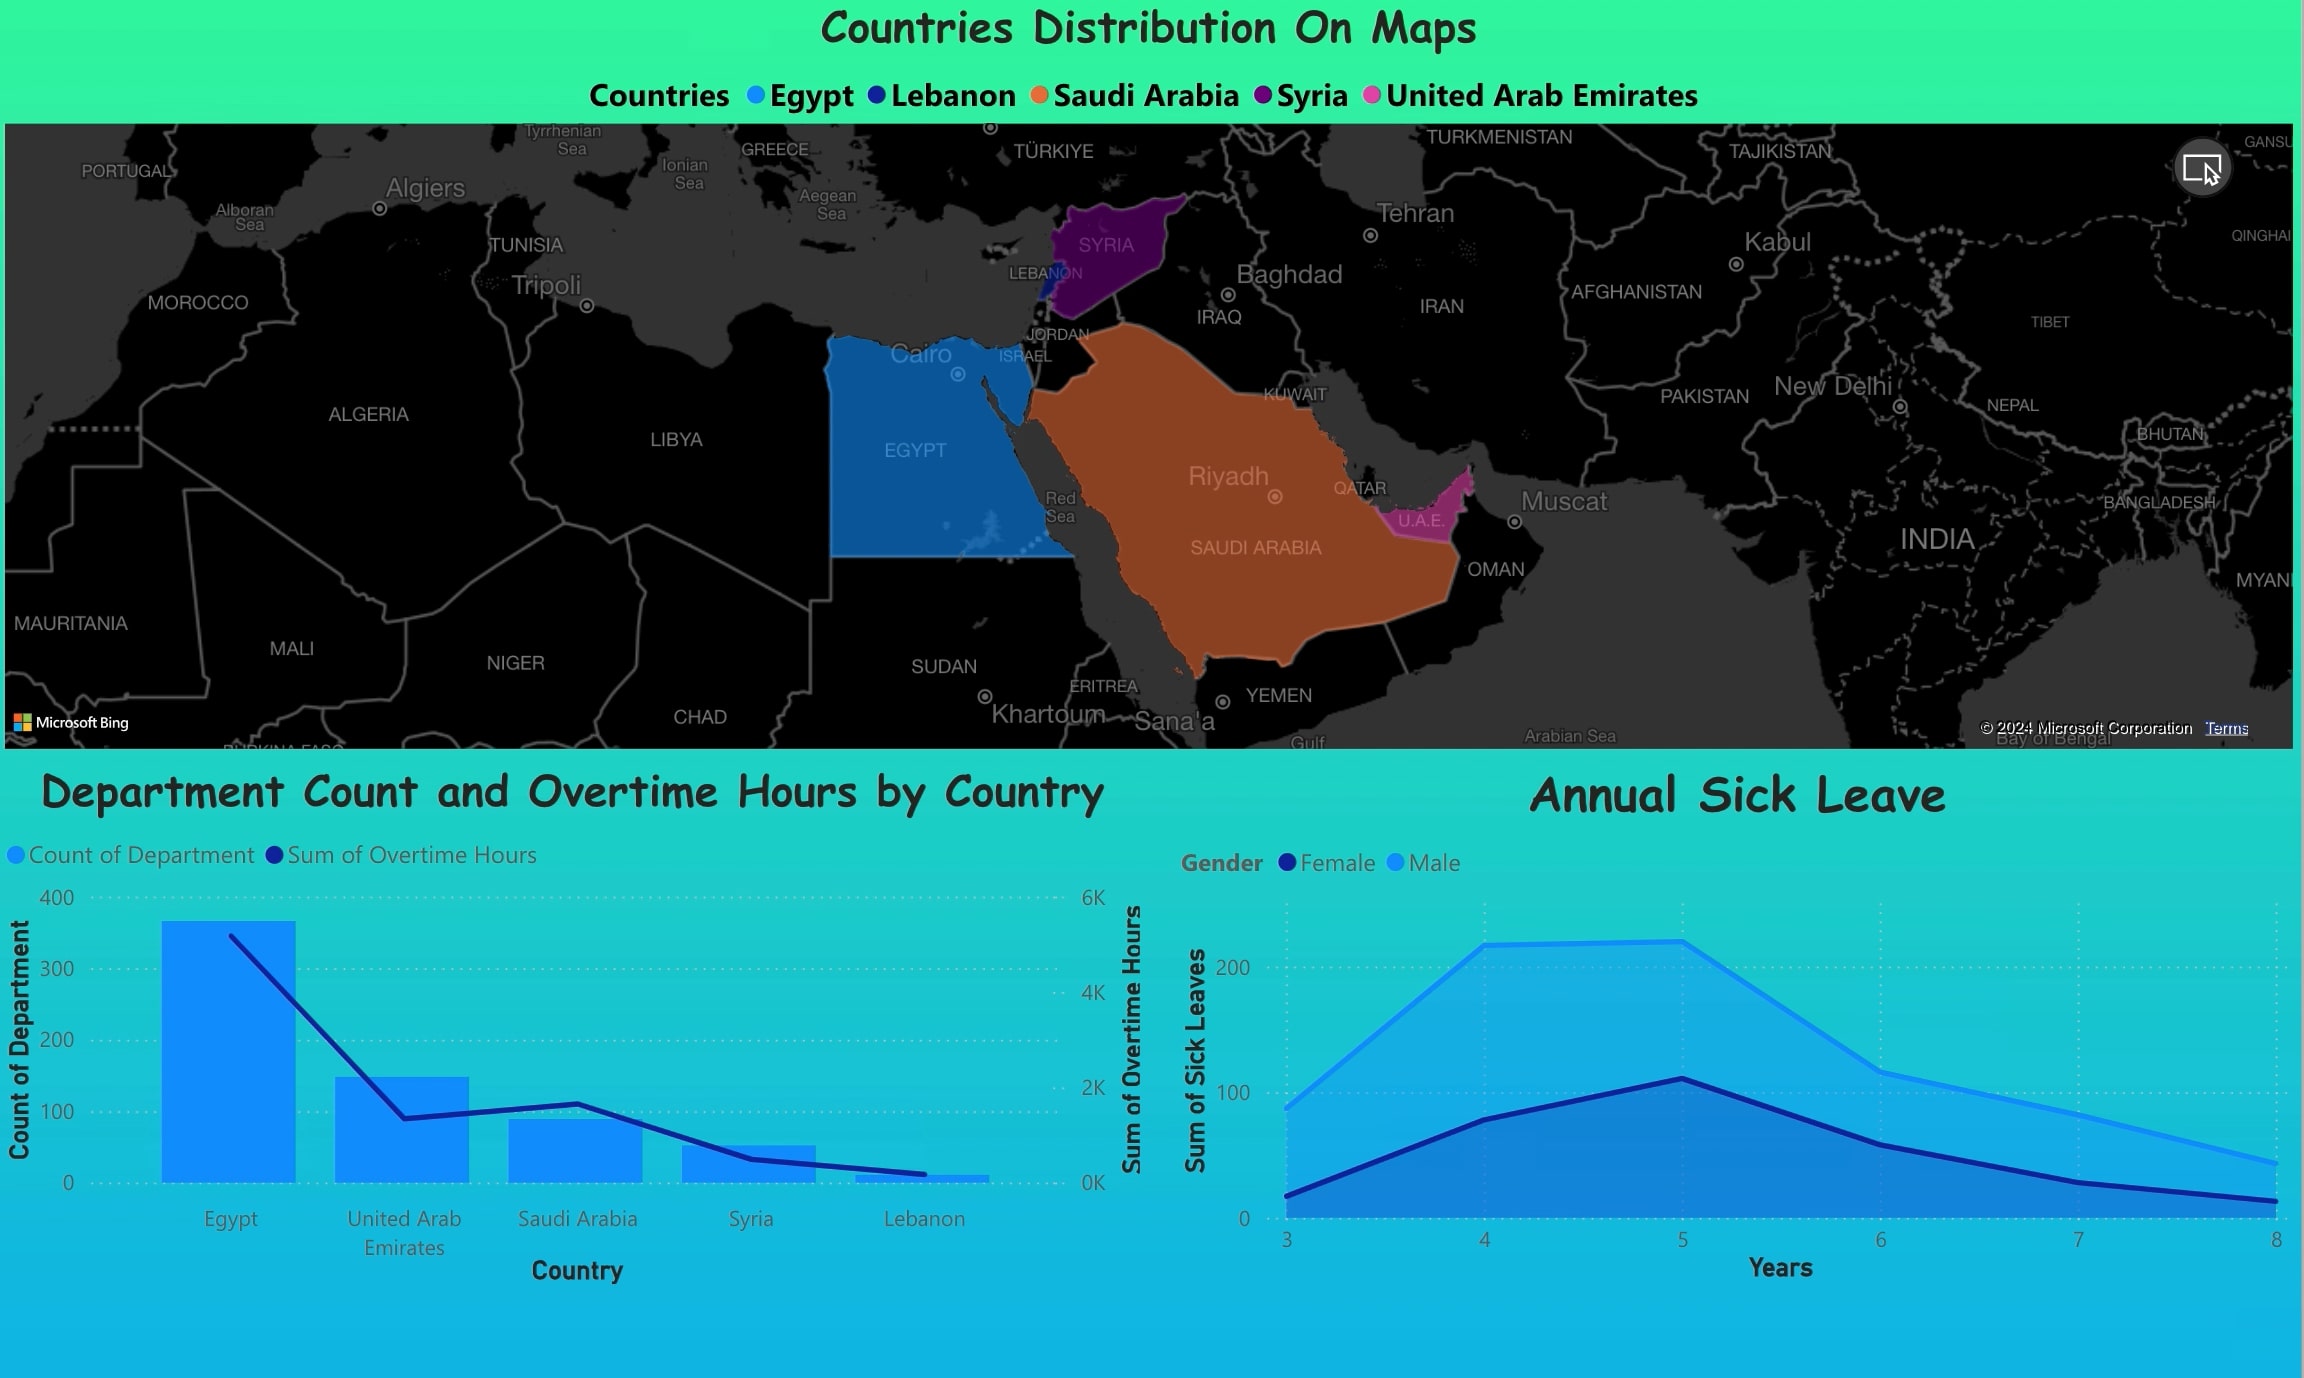 Countries Distribution On Maps
Countries Egypt Lebanon Saudi Arabia Syria United Arab Emirates
Tyrrhenian
Sea
GREECE
TÜRKIYE
TURKMENISTAN
TAJIKISTAN
GANSU
PORTUGAL
Ionian
Sea
Algiers
Aegean
Sea
Alboran
Sea
Tehran
Kabul
QINGHAI
TUNISIA
SYRIA
Tripoli
LEBANON
Baghdad
MOROCCO
IRAN
AFGHANISTAN
IRAQ
TIBET
JORDAN
Cairo
ISRAEL
KUWAIT
PAKISTAN
New Delhi
NEPAL
ALGERIA
LIBYA
EGYPT
BHUTAN
Riyadh
QATAR
Red
Sea
Muscat
BANGLADESH
U.A.E.
SAUDI ARABIA
INDIA
OMAN
MYAN
MAURITANIA
MALI
NIGER
SUDAN
ERITREA
YEMEN
CHAD
Khartoum
Sana'a
Microsoft Bing
© 2024 Microsoft Corporation Terms
BURKINA FASO
Gulf
Arabian Sea
Bay of Bengal
Department Count and Overtime Hours by Country
Count of Department Sum of Overtime Hours
Count of Department
400
300
200
100
0
6K
4K
2K
0K
Sum of Overtime Hours
Egypt
United Arab
Emirates
Saudi Arabia
Syria
Lebanon
Country
Annual Sick Leave
Gender Female Male
Sum of Sick Leaves
200
100
0
3 4 5 6 7 8
Years